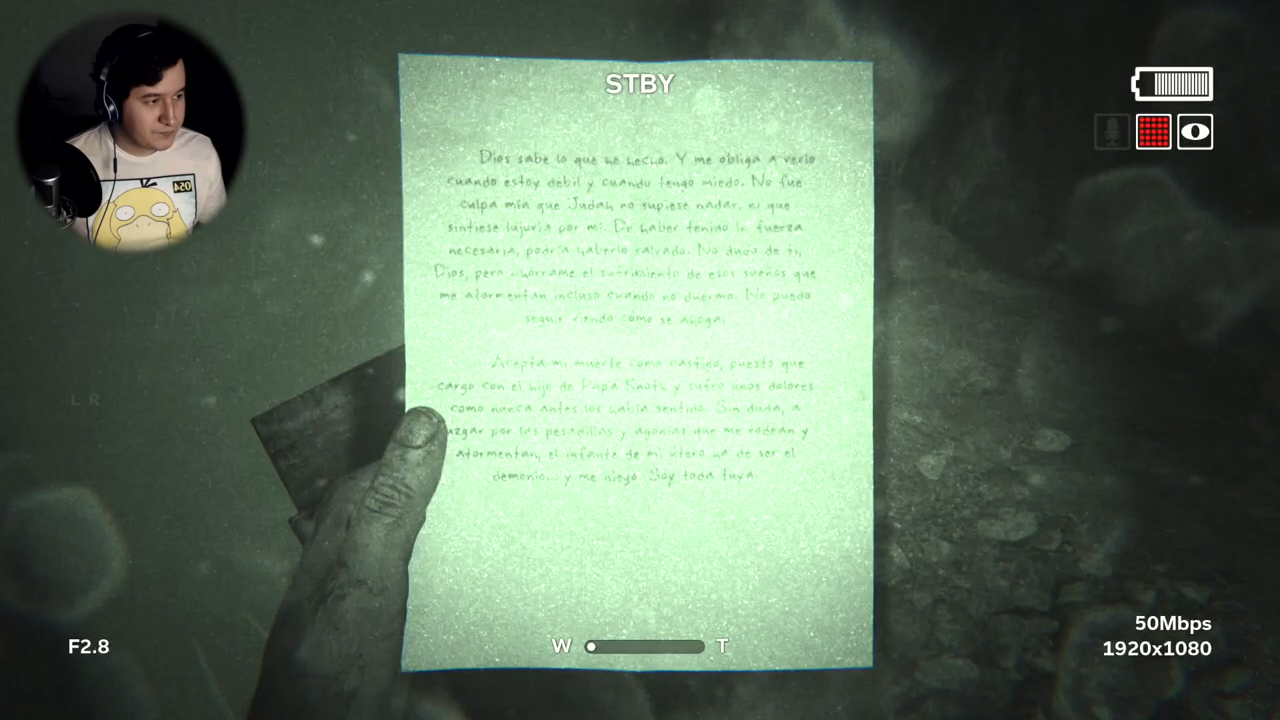 STBY
Dios sabe lo que he hecho. Y me obliga a verlo
cuando estoy débil y cuando tengo miedo. No fue
culpa mía que Judah no supiese nadar, ni que
sintiese lujuria por mí. De haber tenido la fuerza
necesaria, podría haberlo salvado. No dudo de ti,
Dios, pero ahórrame el sufrimiento de esos sueños que
me atormentan incluso cuando no duermo. No puedo
seguir viendo cómo se ahoga.
Acepta mi muerte como castigo, puesto que
cargo con el hijo de Papa Knoth y sufro unos dolores
como nunca antes los había sentido. Sin duda, a
juzgar por las pesadillas y agonías que me rodean y
atormentan, el infante de mi útero ha de ser el
demonio... y me niego. Soy toda tuya.
054
L R
F2.8
W T
50Mbps
1920x1080